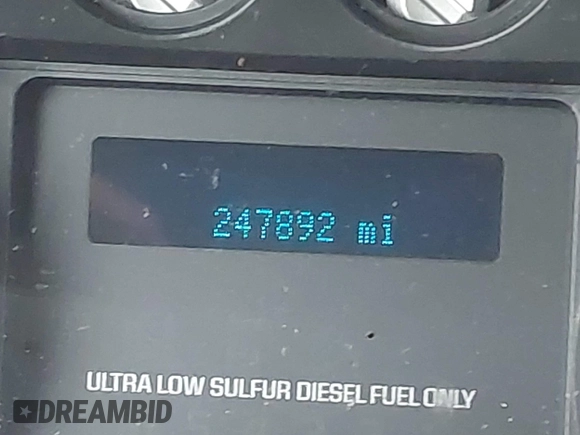 247892 mi
ULTRA LOW SULFUR DIESEL FUEL ONLY
DREAMBID